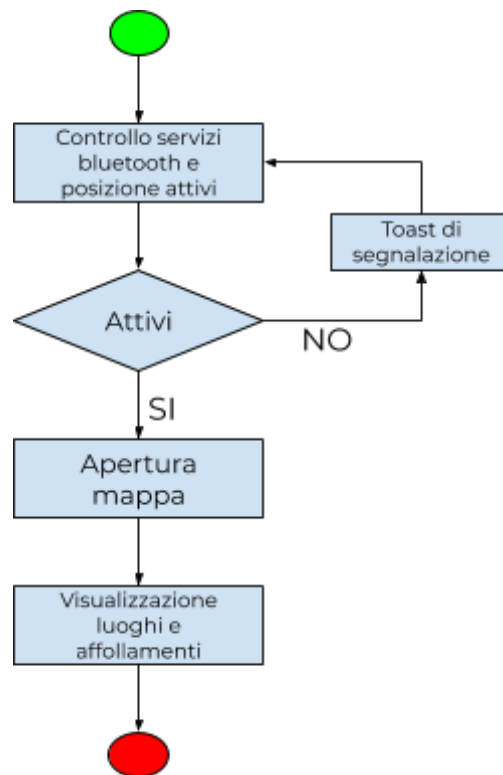 Controllo servizi
bluetooth e
posizione attivi
Toast di
segnalazione
Attivi
NO
SI
Apertura
mappa
Visualizzazione
luoghi e
affollamenti